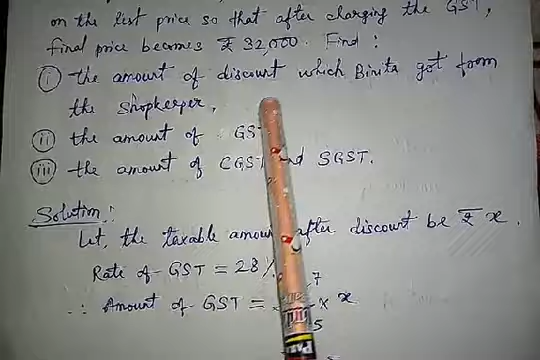 on the list price so that after charging the GST,
final price becomes ₹ 32,000. Find:
(i) the amount of discount which Binita got from
the shopkeeper,
(ii) the amount of GST
(iii) the amount of CGST and SGST.
Solution:
Let, the taxable amount after discount be ₹ x.
Rate of GST = 28%
∴ Amount of GST = 7 x x